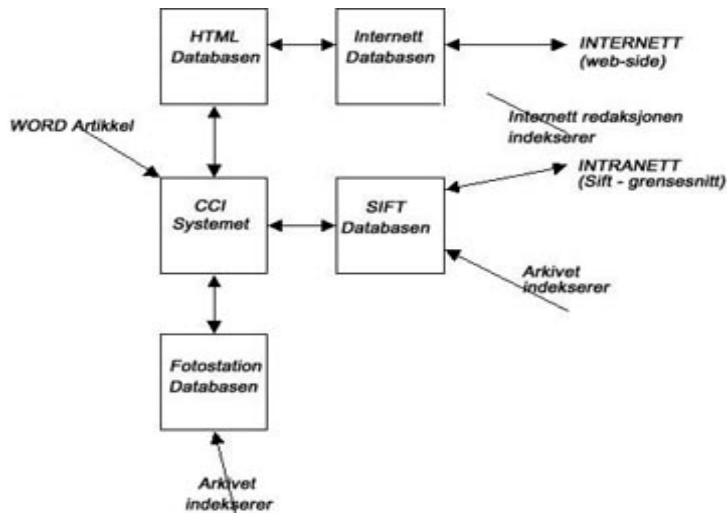 HTML
Databasen
Internett
Databasen
INTERNETT
(web-side)
Internett redaksjonen
indekserer
WORD Artikkel
CCI
Systemet
SIFT
Databasen
INTRANETT
(Sift - grensesnitt)
Arkivet
indekserer
Fotostation
Databasen
Arkivet
indekserer